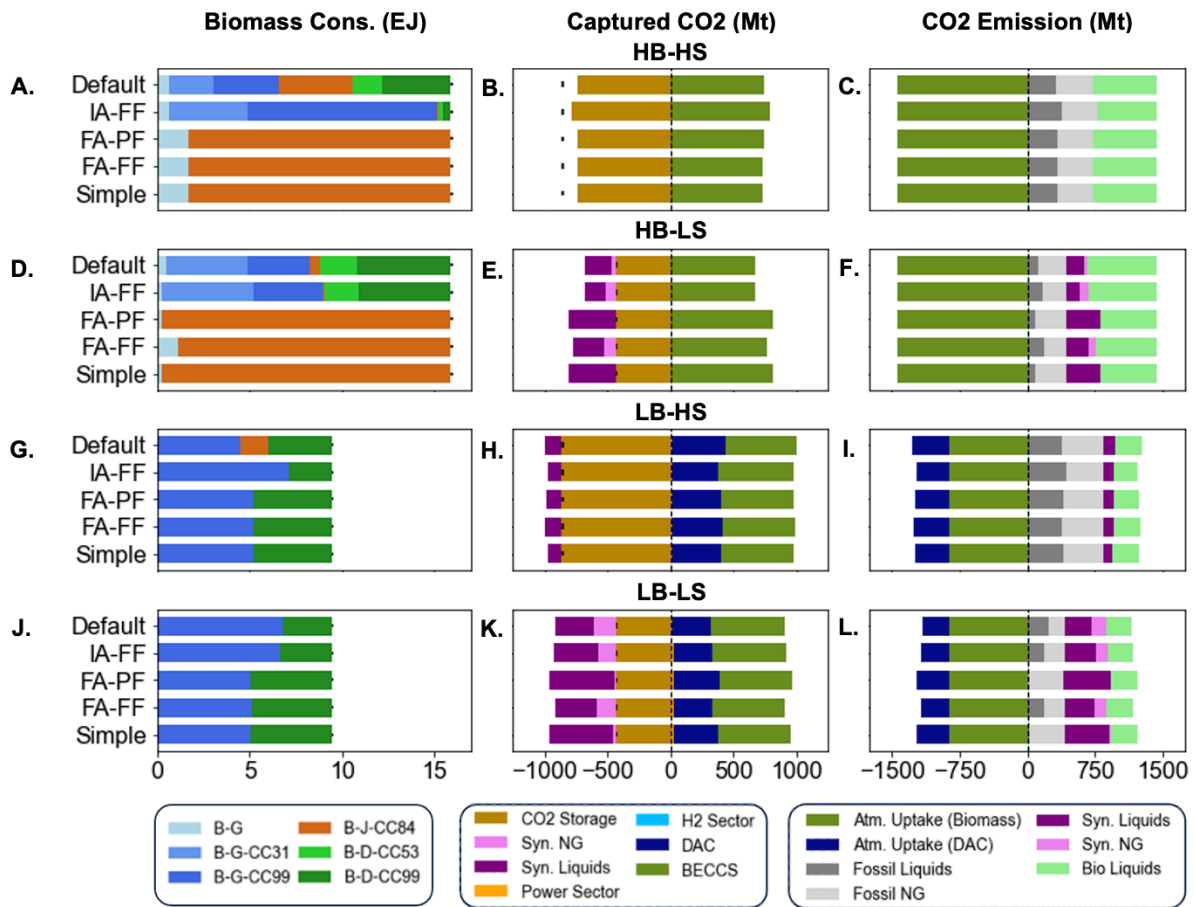 Biomass Cons. (EJ) Captured CO2 (Mt) CO2 Emission (Mt)
HB-HS
A. Default B. C.
IA-FF
FA-PF
FA-FF
Simple
HB-LS
D. Default E. F.
IA-FF
FA-PF
FA-FF
Simple
LB-HS
G. Default H. I.
IA-FF
FA-PF
FA-FF
Simple
LB-LS
J. Default K. L.
IA-FF
FA-PF
FA-FF
Simple
0 5 10 15 −1000 −500 0 500 1000 −1500 −750 0 750 1500
B-G B-J-CC84
B-G-CC31 B-D-CC53
B-G-CC99 B-D-CC99
CO2 Storage H2 Sector
Syn. NG DAC
Syn. Liquids BECCS
Power Sector
Atm. Uptake (Biomass) Syn. Liquids
Atm. Uptake (DAC) Syn. NG
Fossil Liquids Bio Liquids
Fossil NG